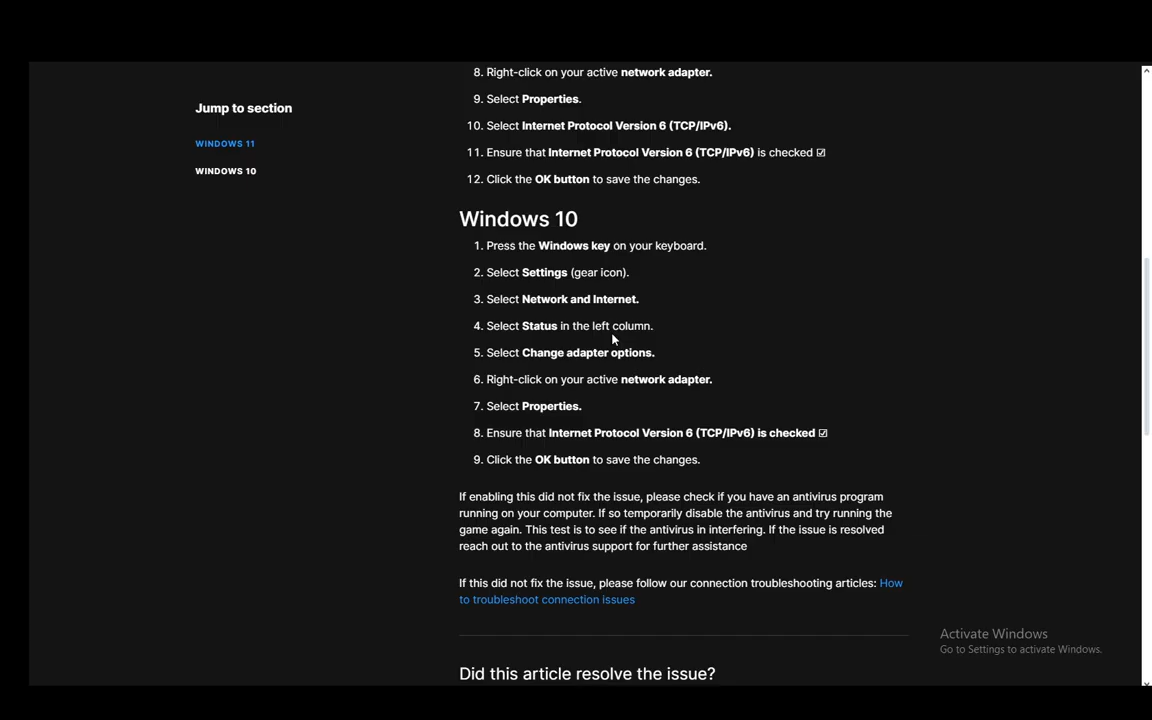 Jump to section
WINDOWS 11
WINDOWS 10
8. Right-click on your active network adapter.
9. Select Properties.
10. Select Internet Protocol Version 6 (TCP/IPv6).
11. Ensure that Internet Protocol Version 6 (TCP/IPv6) is checked ☑
12. Click the OK button to save the changes.
Windows 10
1. Press the Windows key on your keyboard.
2. Select Settings (gear icon).
3. Select Network and Internet.
4. Select Status in the left column.
5. Select Change adapter options.
6. Right-click on your active network adapter.
7. Select Properties.
8. Ensure that Internet Protocol Version 6 (TCP/IPv6) is checked ☑
9. Click the OK button to save the changes.
If enabling this did not fix the issue, please check if you have an antivirus program
running on your computer. If so temporarily disable the antivirus and try running the
game again. This test is to see if the antivirus in interfering. If the issue is resolved
reach out to the antivirus support for further assistance
If this did not fix the issue, please follow our connection troubleshooting articles: How
to troubleshoot connection issues
Did this article resolve the issue?
Activate Windows
Go to Settings to activate Windows.